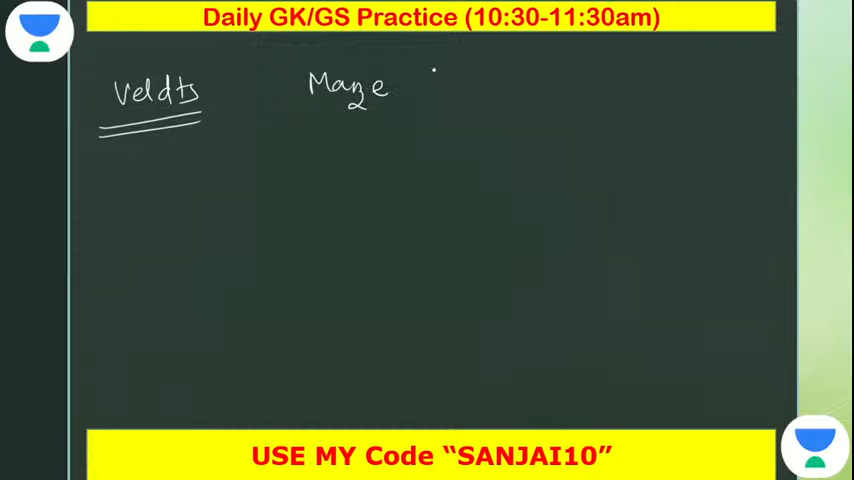 Daily GK/GS Practice (10:30-11:30am)
Veldts Maze
USE MY Code “SANJAI10”